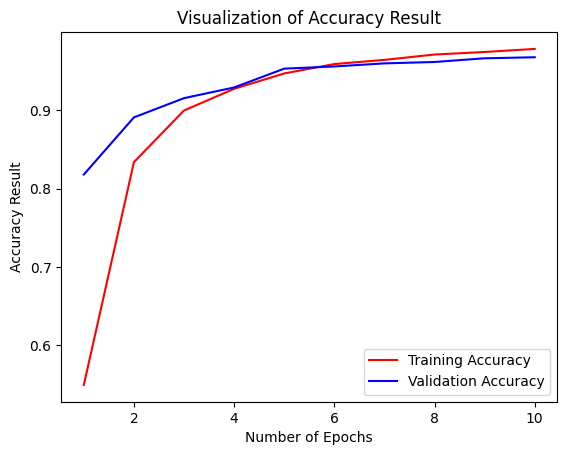 Visualization of Accuracy Result
Accuracy Result
0.9
0.8
0.7
0.6
Training Accuracy
Validation Accuracy
2 4 6 8 10
Number of Epochs